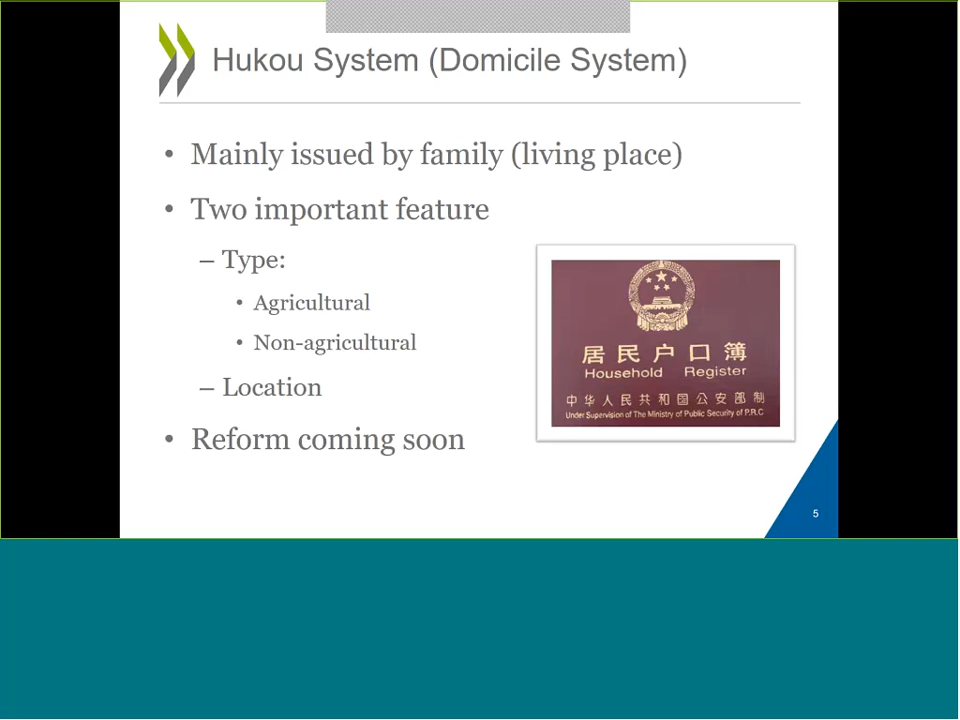 Hukou System (Domicile System)
• Mainly issued by family (living place)
• Two important feature
– Type:
• Agricultural
• Non-agricultural
– Location
• Reform coming soon
居民户口簿
Household Register
中华人民共和国公安部制
Under Supervision of The Ministry of Public Security of P.R.C
5